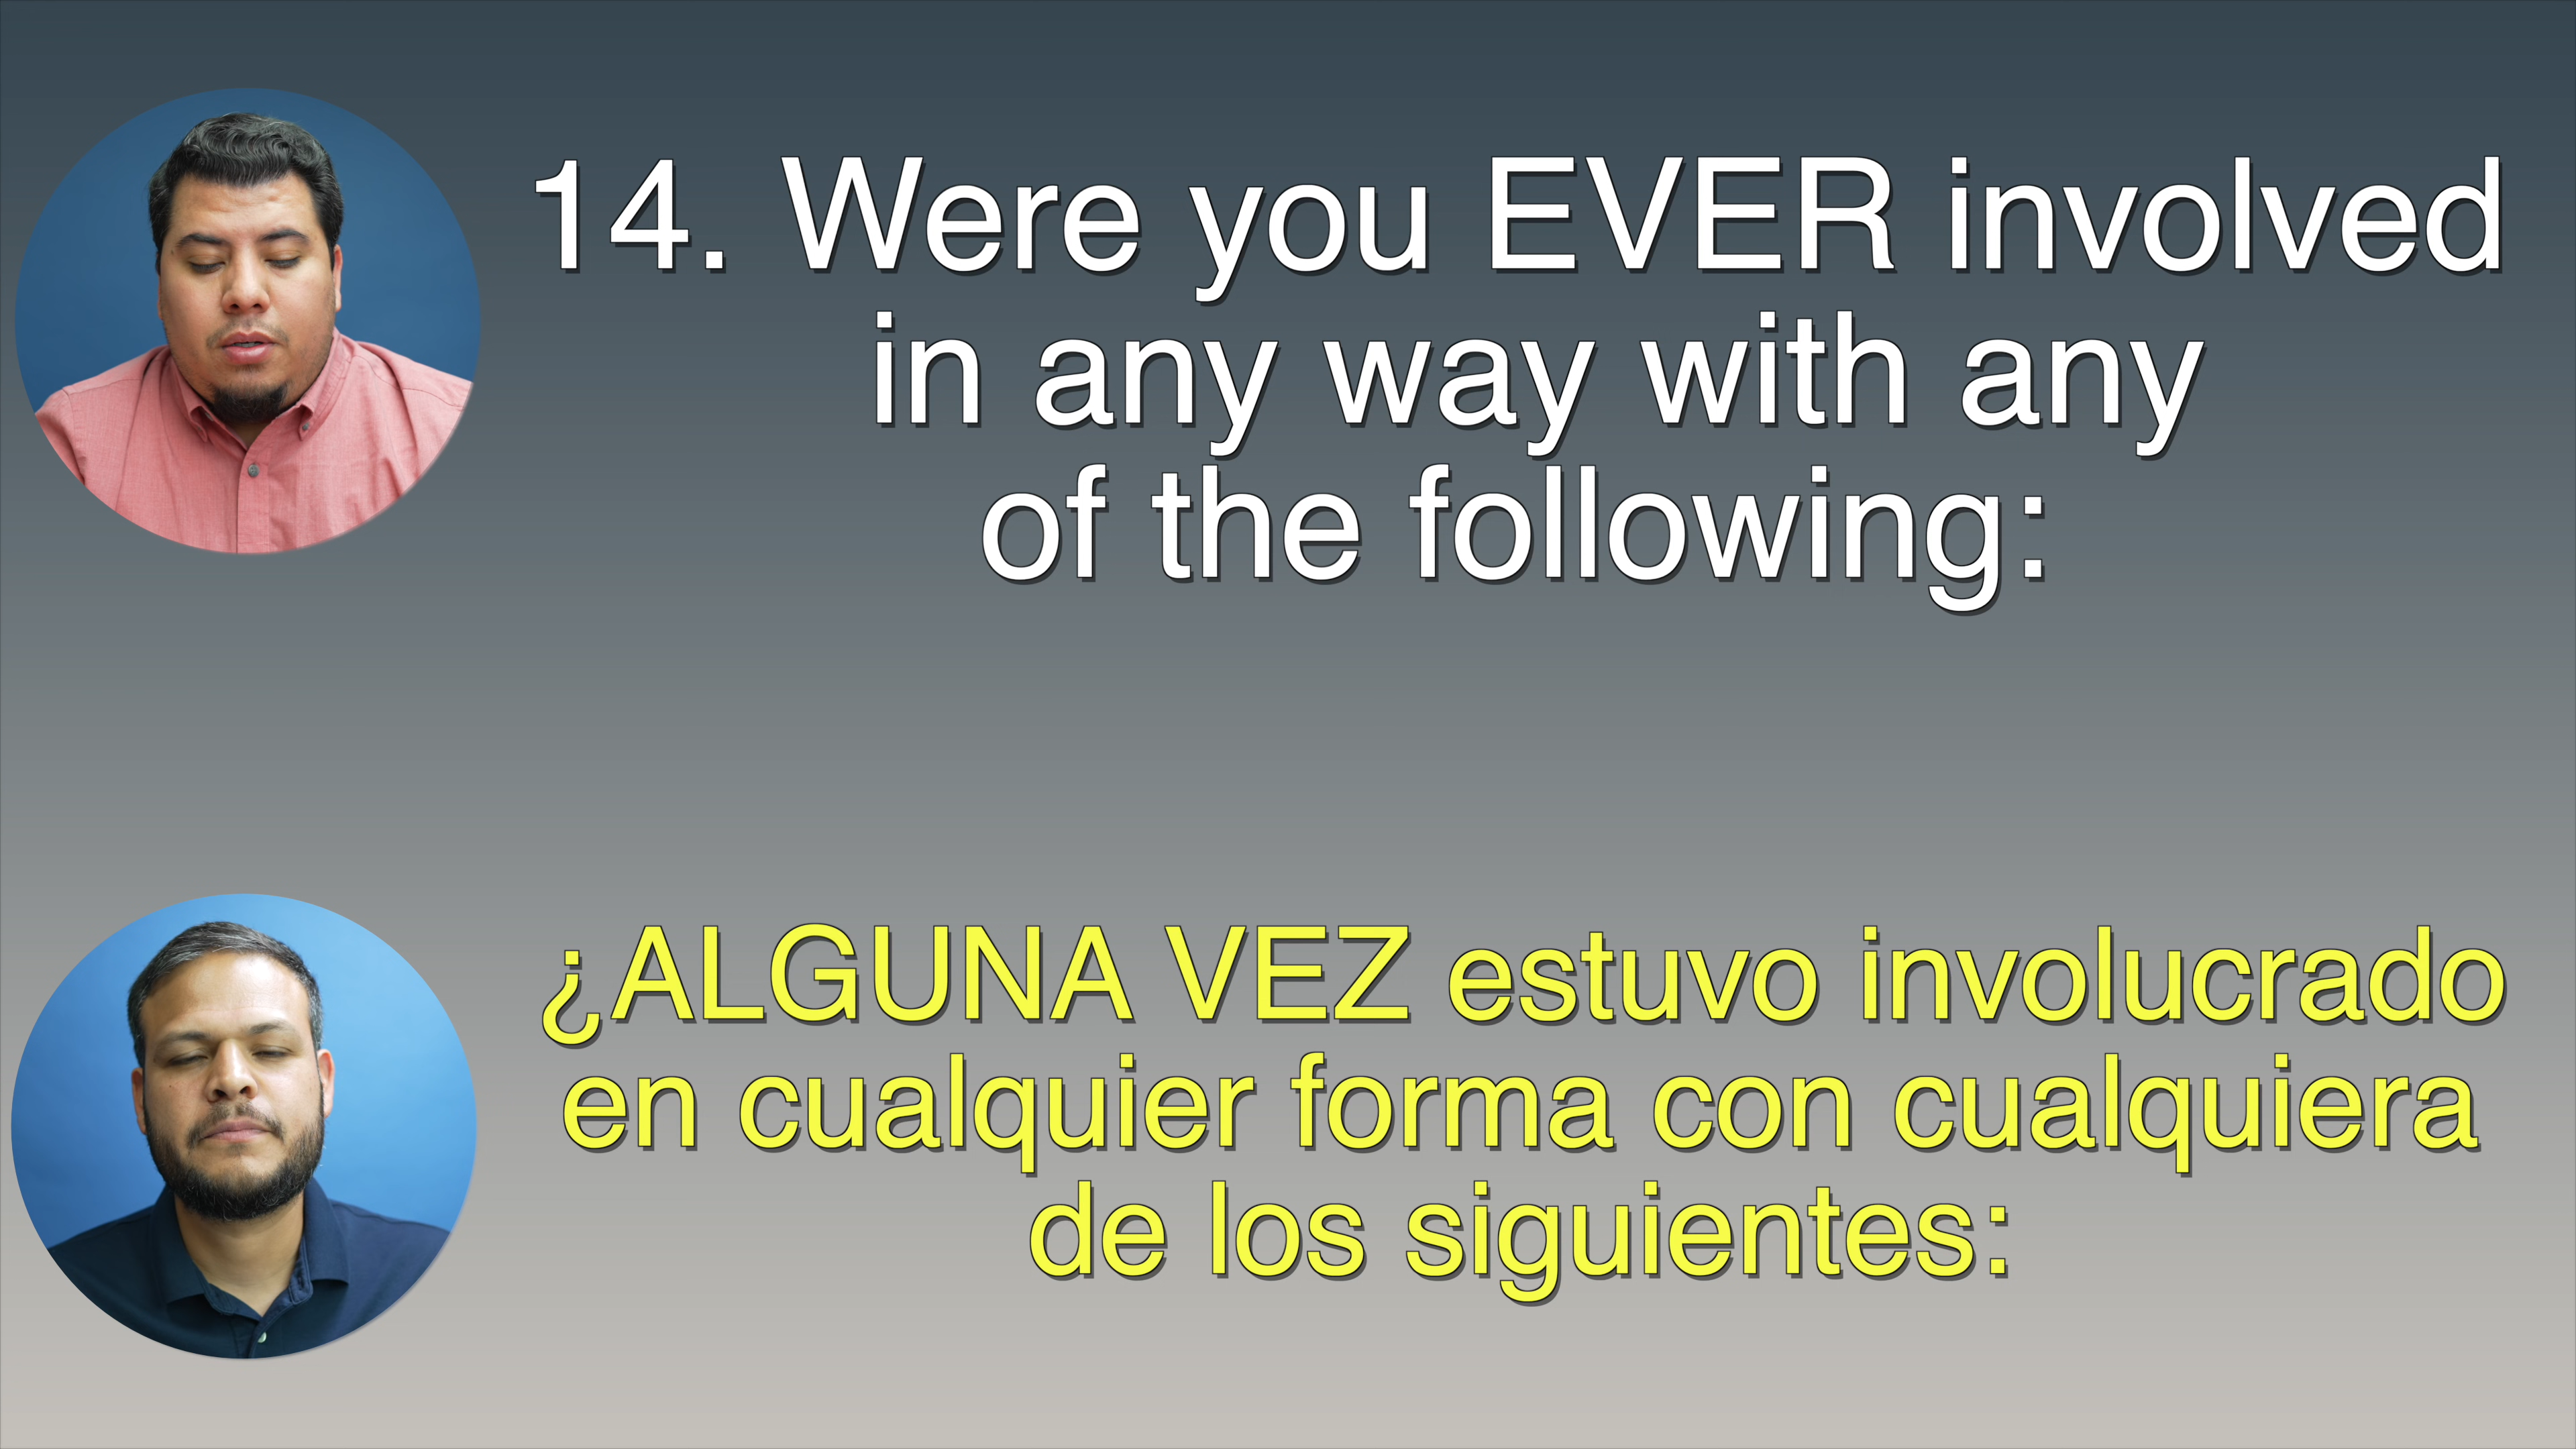 14. Were you EVER involved
in any way with any
of the following:
¿ALGUNA VEZ estuvo involucrado
en cualquier forma con cualquiera
de los siguientes: